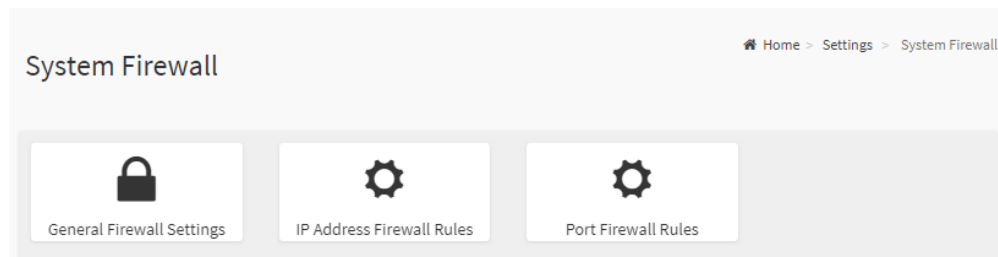 Home > Settings > System Firewall
System Firewall
General Firewall Settings
IP Address Firewall Rules
Port Firewall Rules